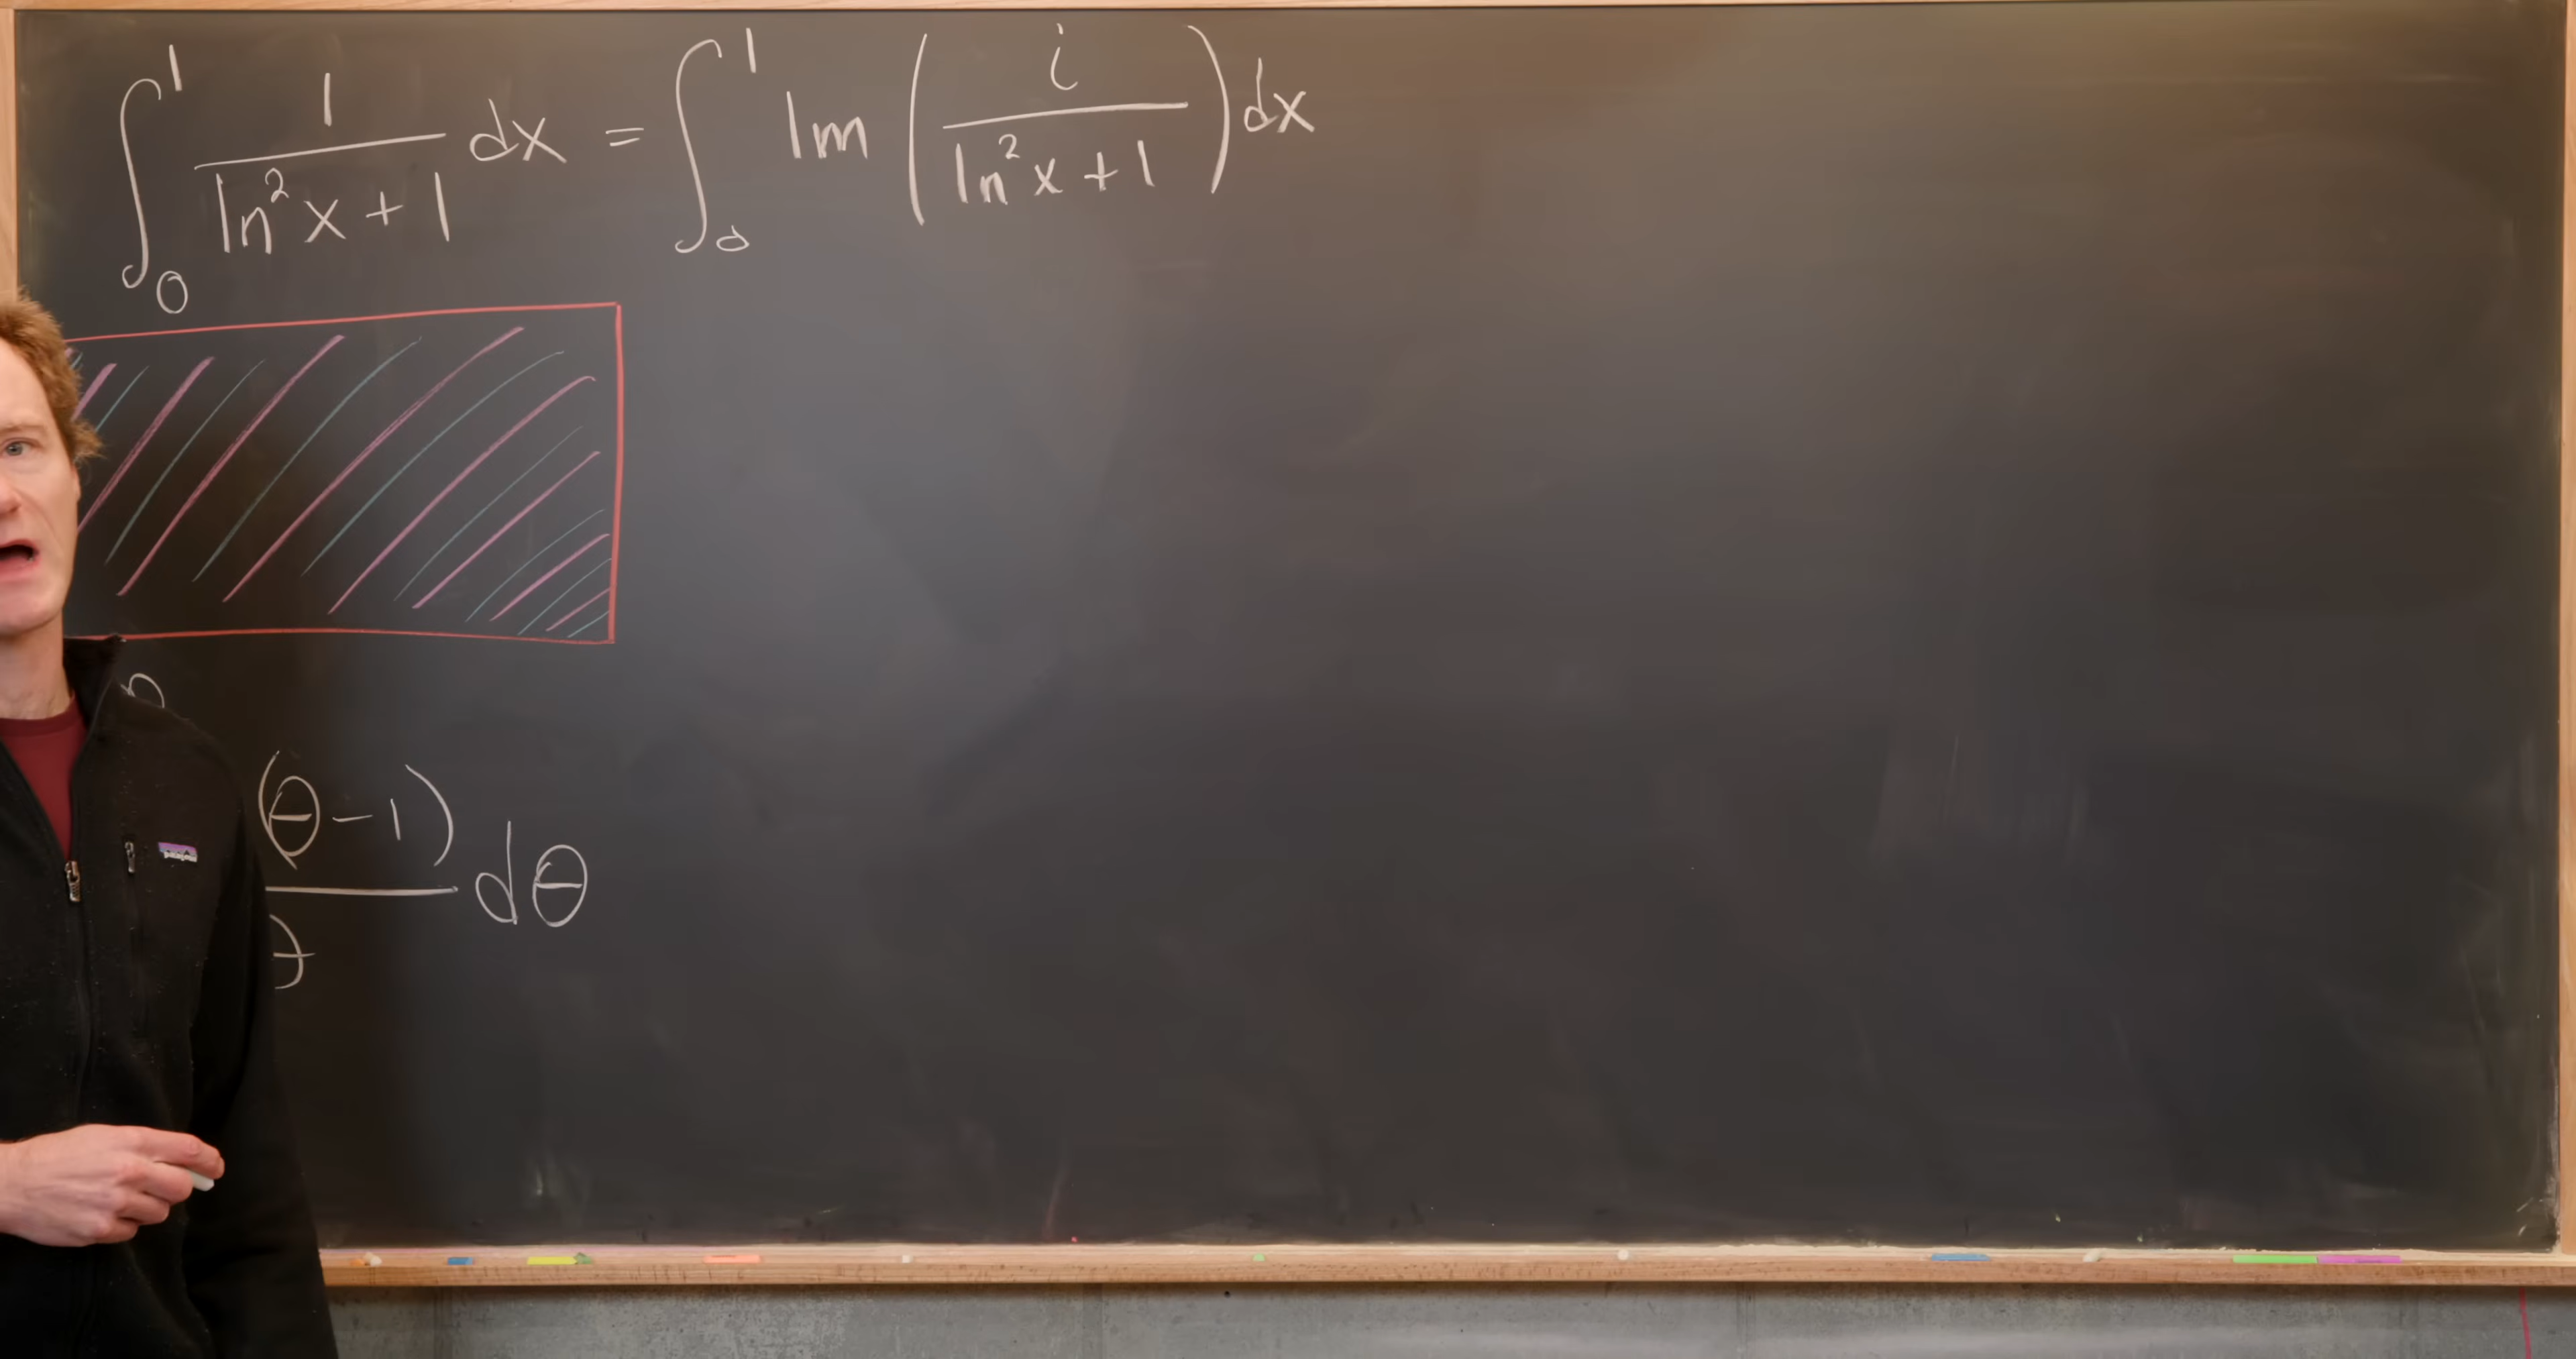 ∫₀¹ 1/(ln²x + 1) dx = ∫₀¹ Im( i/(ln²x + 1) ) dx
(θ-1)
dθ